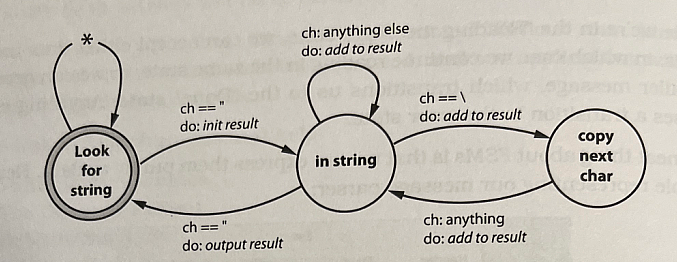 *
ch: anything else
do: add to result
ch == "
do: init result
ch == \
do: add to result
Look
for
string
in string
copy
next
char
ch == "
do: output result
ch: anything
do: add to result